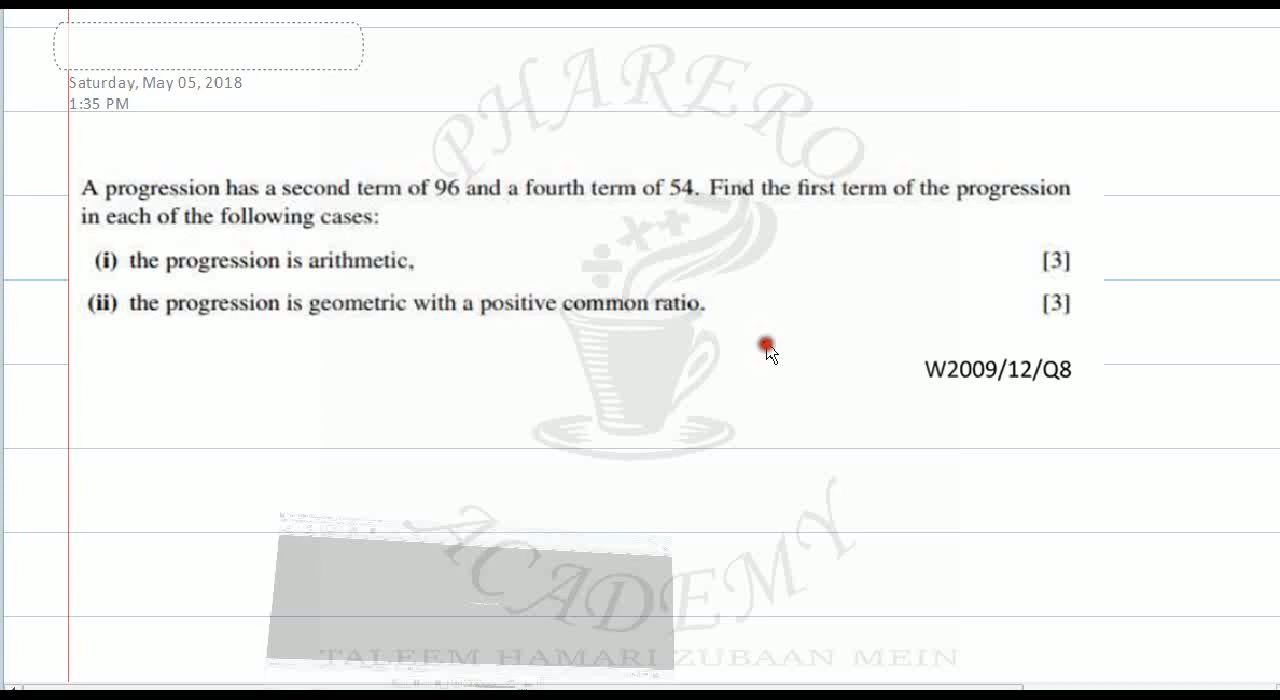 Saturday, May 05, 2018
1:35 PM
PHARERO
A progression has a second term of 96 and a fourth term of 54. Find the first term of the progression
in each of the following cases:
(i) the progression is arithmetic, [3]
(ii) the progression is geometric with a positive common ratio. [3]
W2009/12/Q8
ACADEMY
TALEEM HAMARI ZUBAAN MEIN